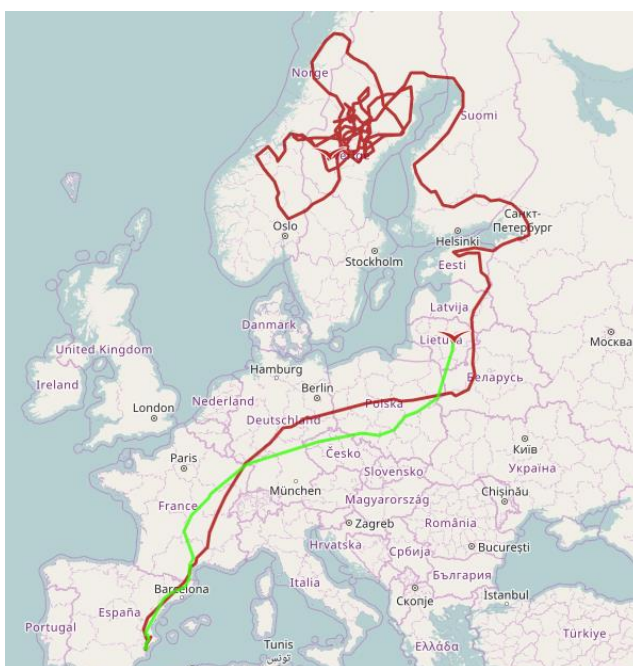 Norge
Suomi
Oslo
Helsinki
Санкт-
Петербург
Stockholm
Eesti
Latvija
Danmark
Lietuva
Москва
United Kingdom
Hamburg
Беларусь
Ireland
Nederland
Berlin
London
Deutschland
Polska
Paris
Česko
Київ
Slovensko
Україна
München
France
Magyarország
Chișinău
Zagreb
România
Hrvatska
Србија
București
Barcelona
Italia
България
España
Скопје
İstanbul
Portugal
Ελλάς
Türkiye
Tunis
تونس